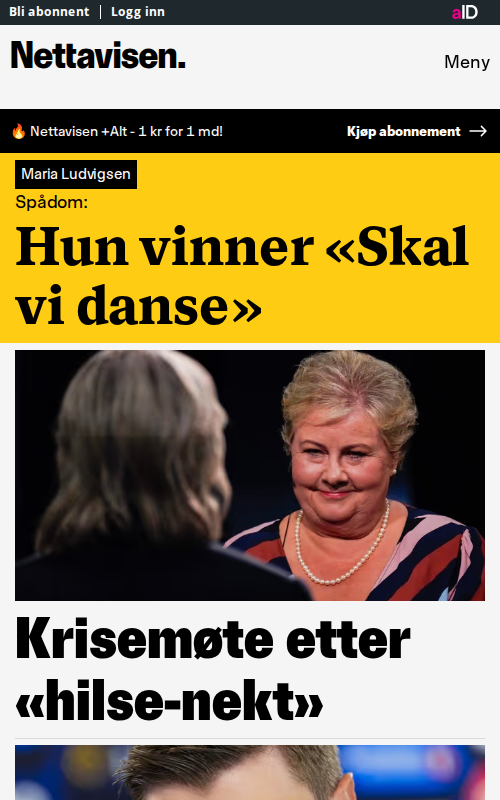 Bli abonnent | Logg inn
aID
Nettavisen.
Meny
🔥 Nettavisen +Alt - 1 kr for 1 md!
Kjøp abonnement →
Maria Ludvigsen
Spådom:
Hun vinner «Skal
vi danse»
Krisemøte etter
«hilse-nekt»